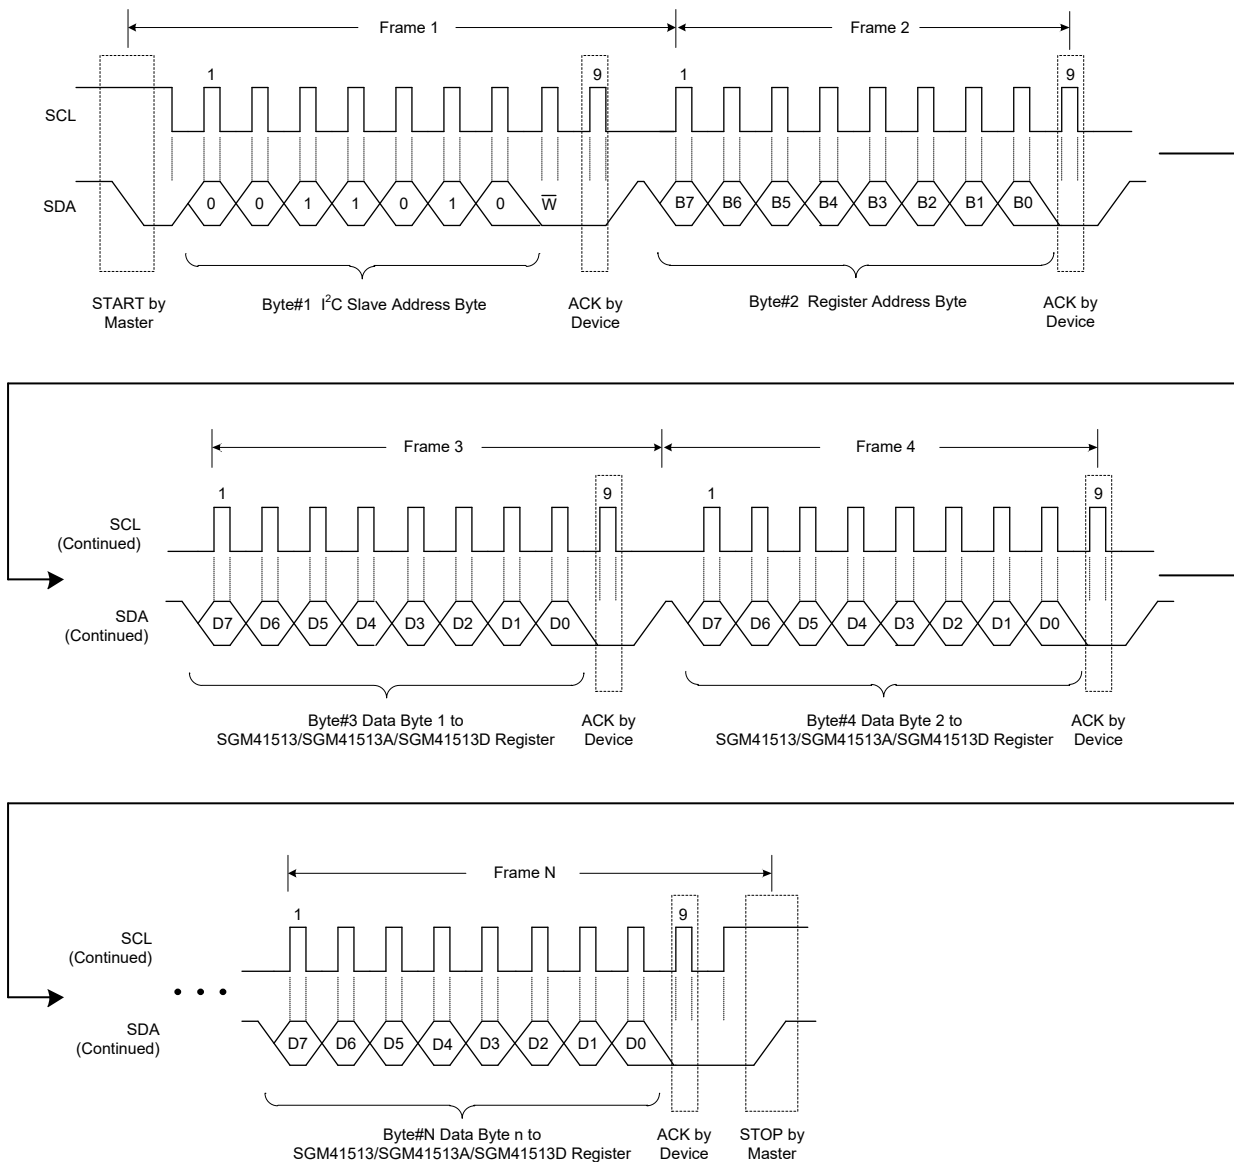 Frame 1
Frame 2
1
9
1
9
SCL
SDA
0 0 1 1 0 1 0 W̅
B7 B6 B5 B4 B3 B2 B1 B0
START by
Master
Byte#1 I²C Slave Address Byte
ACK by
Device
Byte#2 Register Address Byte
ACK by
Device
Frame 3
Frame 4
1
9
1
9
SCL
(Continued)
SDA
(Continued)
D7 D6 D5 D4 D3 D2 D1 D0
D7 D6 D5 D4 D3 D2 D1 D0
Byte#3 Data Byte 1 to
SGM41513/SGM41513A/SGM41513D Register
ACK by
Device
Byte#4 Data Byte 2 to
SGM41513/SGM41513A/SGM41513D Register
ACK by
Device
Frame N
1
9
SCL
(Continued)
• • •
SDA
(Continued)
D7 D6 D5 D4 D3 D2 D1 D0
Byte#N Data Byte n to
SGM41513/SGM41513A/SGM41513D Register
ACK by
Device
STOP by
Master